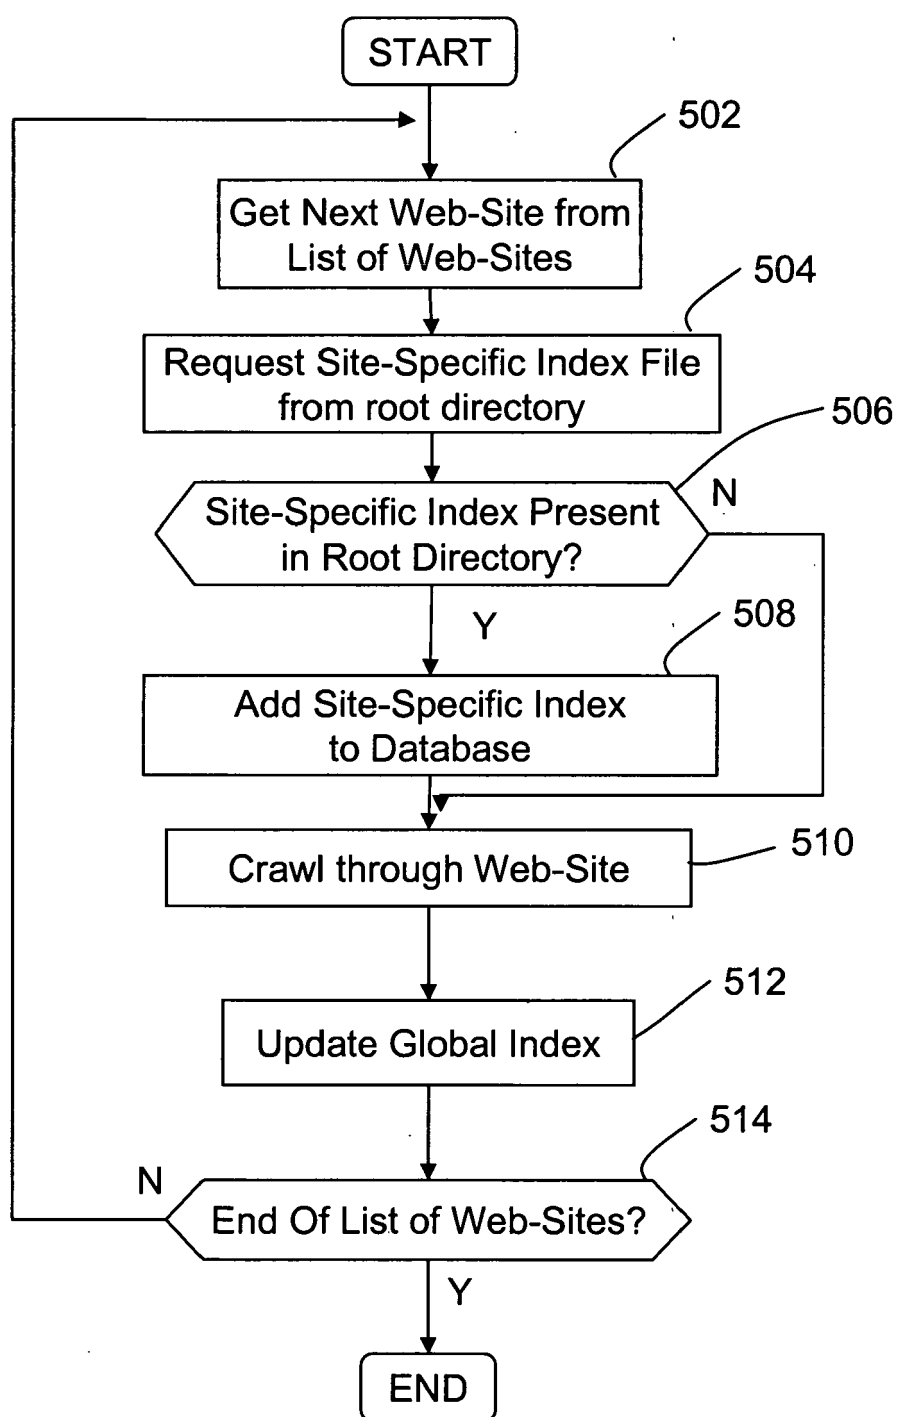 START
502
Get Next Web-Site from
List of Web-Sites
504
Request Site-Specific Index File
from root directory
506
Site-Specific Index Present
in Root Directory?
N
Y
508
Add Site-Specific Index
to Database
510
Crawl through Web-Site
512
Update Global Index
514
N
End Of List of Web-Sites?
Y
END